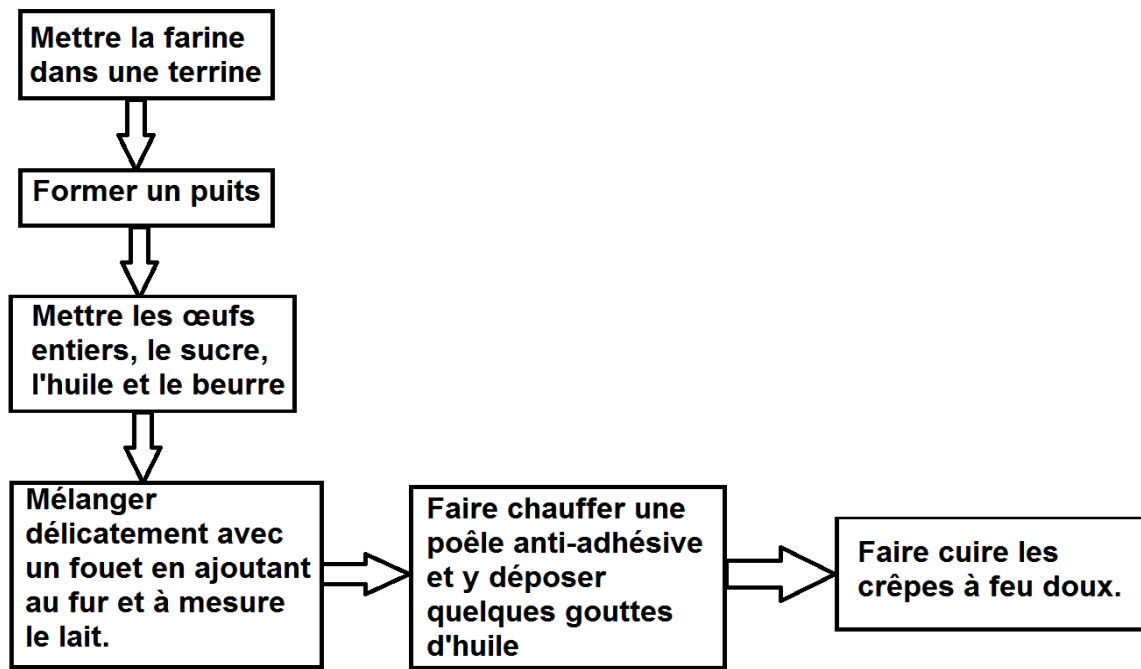 Mettre la farine
dans une terrine
Former un puits
Mettre les œufs
entiers, le sucre,
l'huile et le beurre
Mélanger
délicatement avec
un fouet en ajoutant
au fur et à mesure
le lait.
Faire chauffer une
poêle anti-adhésive
et y déposer
quelques gouttes
d'huile
Faire cuire les
crêpes à feu doux.